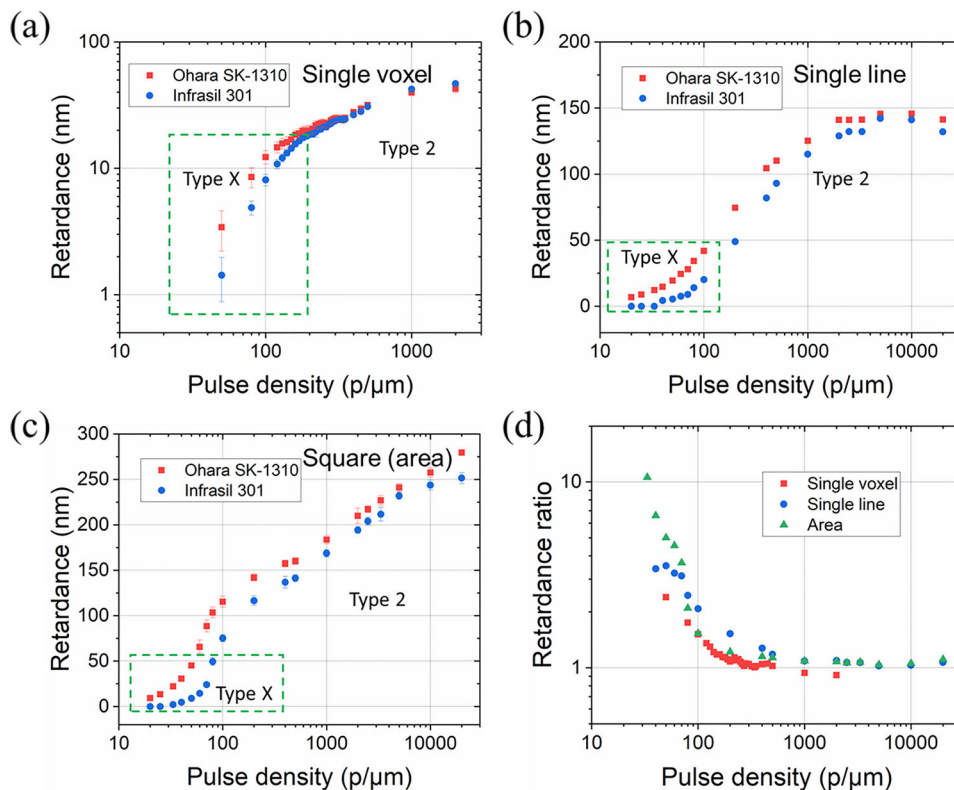 (a)
100
10
1
10
100
1000
Retardance (nm)
Pulse density (p/µm)
Ohara SK-1310
Infrasil 301
Single voxel
Type X
Type 2
(b)
200
150
100
50
0
10
100
1000
10000
Retardance (nm)
Pulse density (p/µm)
Ohara SK-1310
Infrasil 301
Single line
Type X
Type 2
(c)
300
250
200
150
100
50
0
10
100
1000
10000
Retardance (nm)
Pulse density (p/µm)
Ohara SK-1310
Infrasil 301
Square (area)
Type 2
Type X
(d)
10
1
10
100
1000
10000
Retardance ratio
Pulse density (p/µm)
Single voxel
Single line
Area